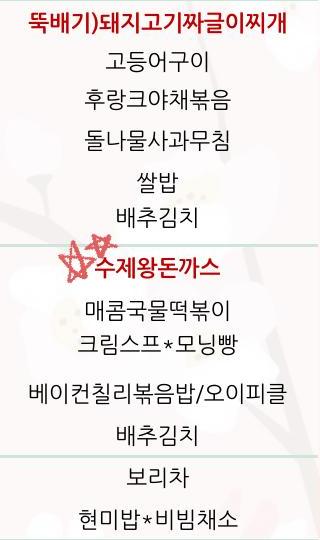 뚝배기)돼지고기짜글이찌개
고등어구이
후랑크야채볶음
돌나물사과무침
쌀밥
배추김치
수제왕돈까스
매콤국물떡볶이
크림스프*모닝빵
베이컨칠리볶음밥/오이피클
배추김치
보리차
현미밥*비빔채소